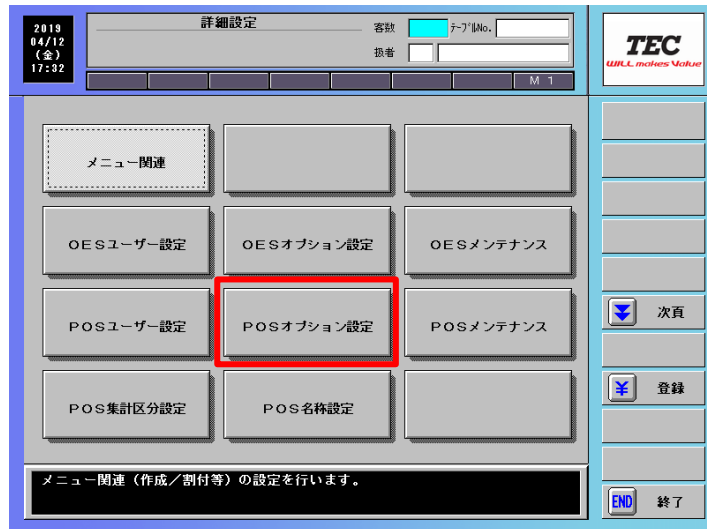 2019
04/12
(金)
17:32
詳細設定
客数
テーブルNo.
扱者
M 1
TEC
WILL makes Value
メニュー関連
OESユーザー設定
OESオプション設定
OESメンテナンス
POSユーザー設定
POSオプション設定
POSメンテナンス
POS集計区分設定
POS名称設定
次頁
¥ 登録
END 終了
メニュー関連(作成/割付等)の設定を行います。